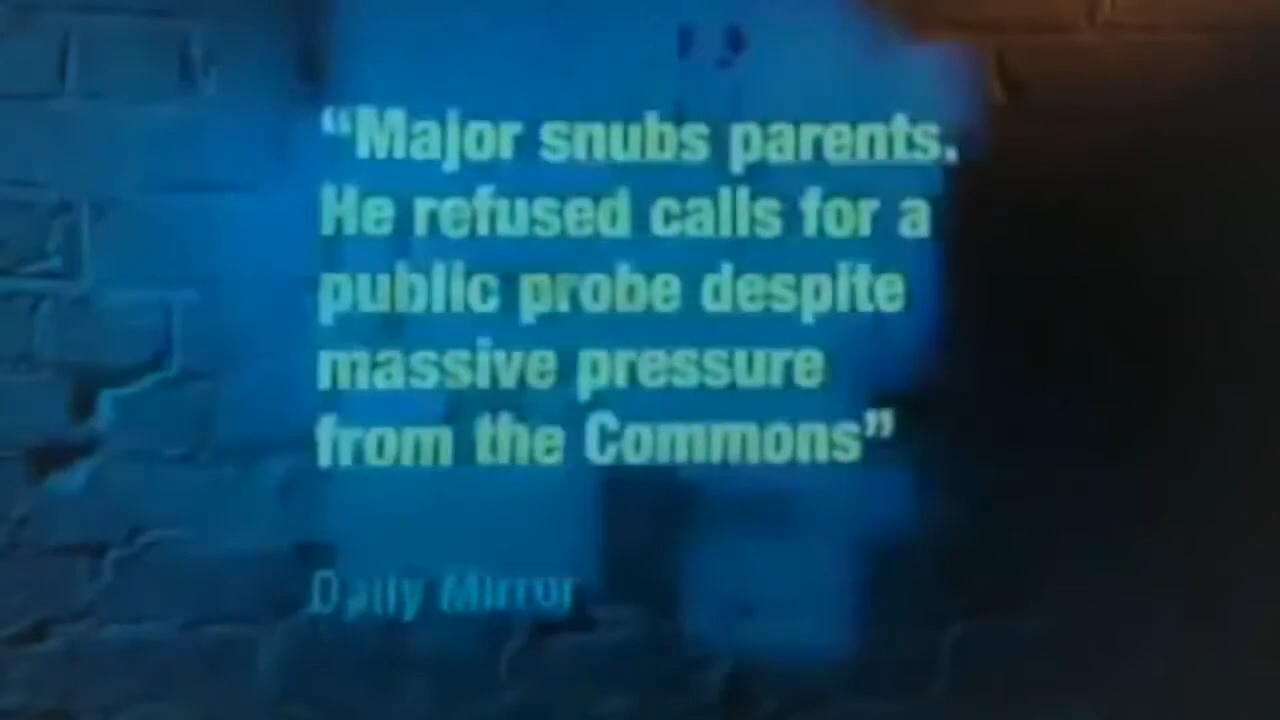 “Major snubs parents.
He refused calls for a
public probe despite
massive pressure
from the Commons”
Daily Mirror